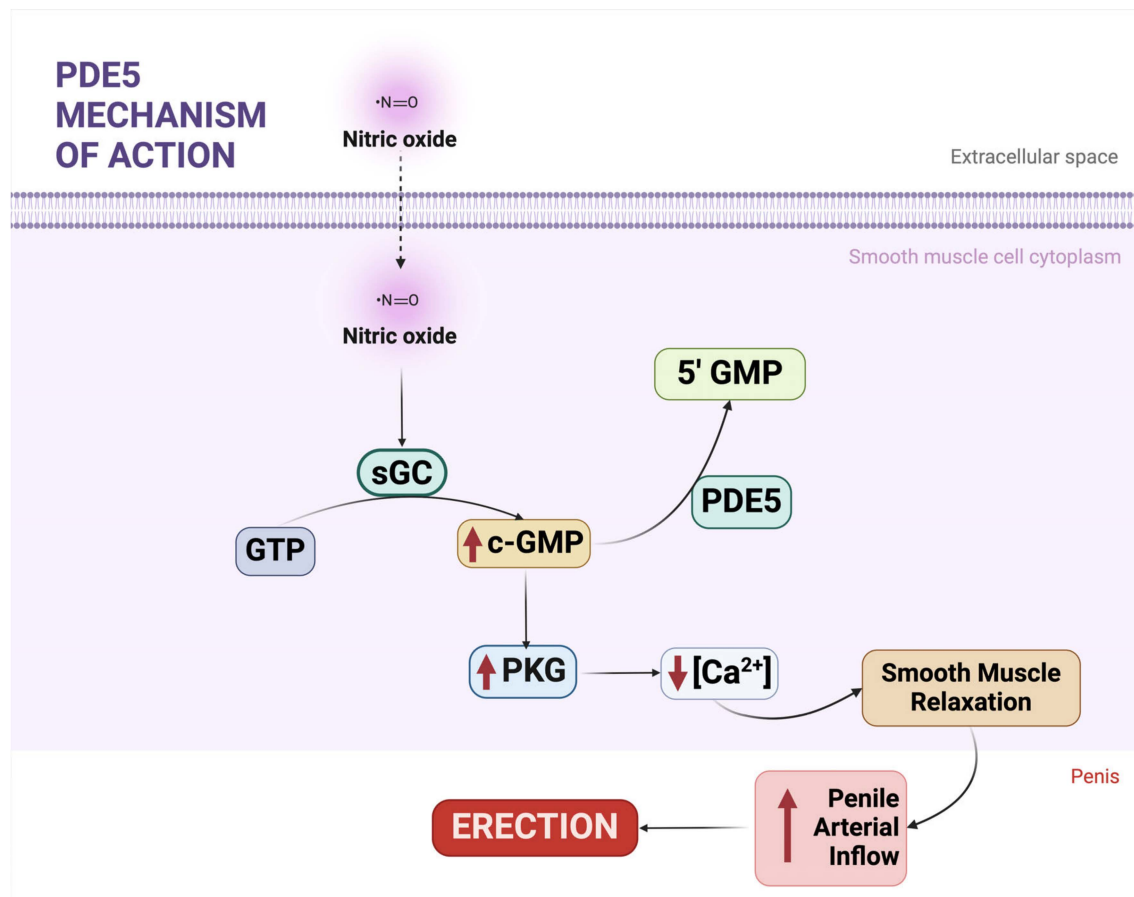 PDE5
MECHANISM
OF ACTION
·N=O
Nitric oxide
Extracellular space
Smooth muscle cell cytoplasm
·N=O
Nitric oxide
5' GMP
sGC
PDE5
GTP
c-GMP
PKG
[Ca²⁺]
Smooth Muscle
Relaxation
Penis
Penile
Arterial
Inflow
ERECTION